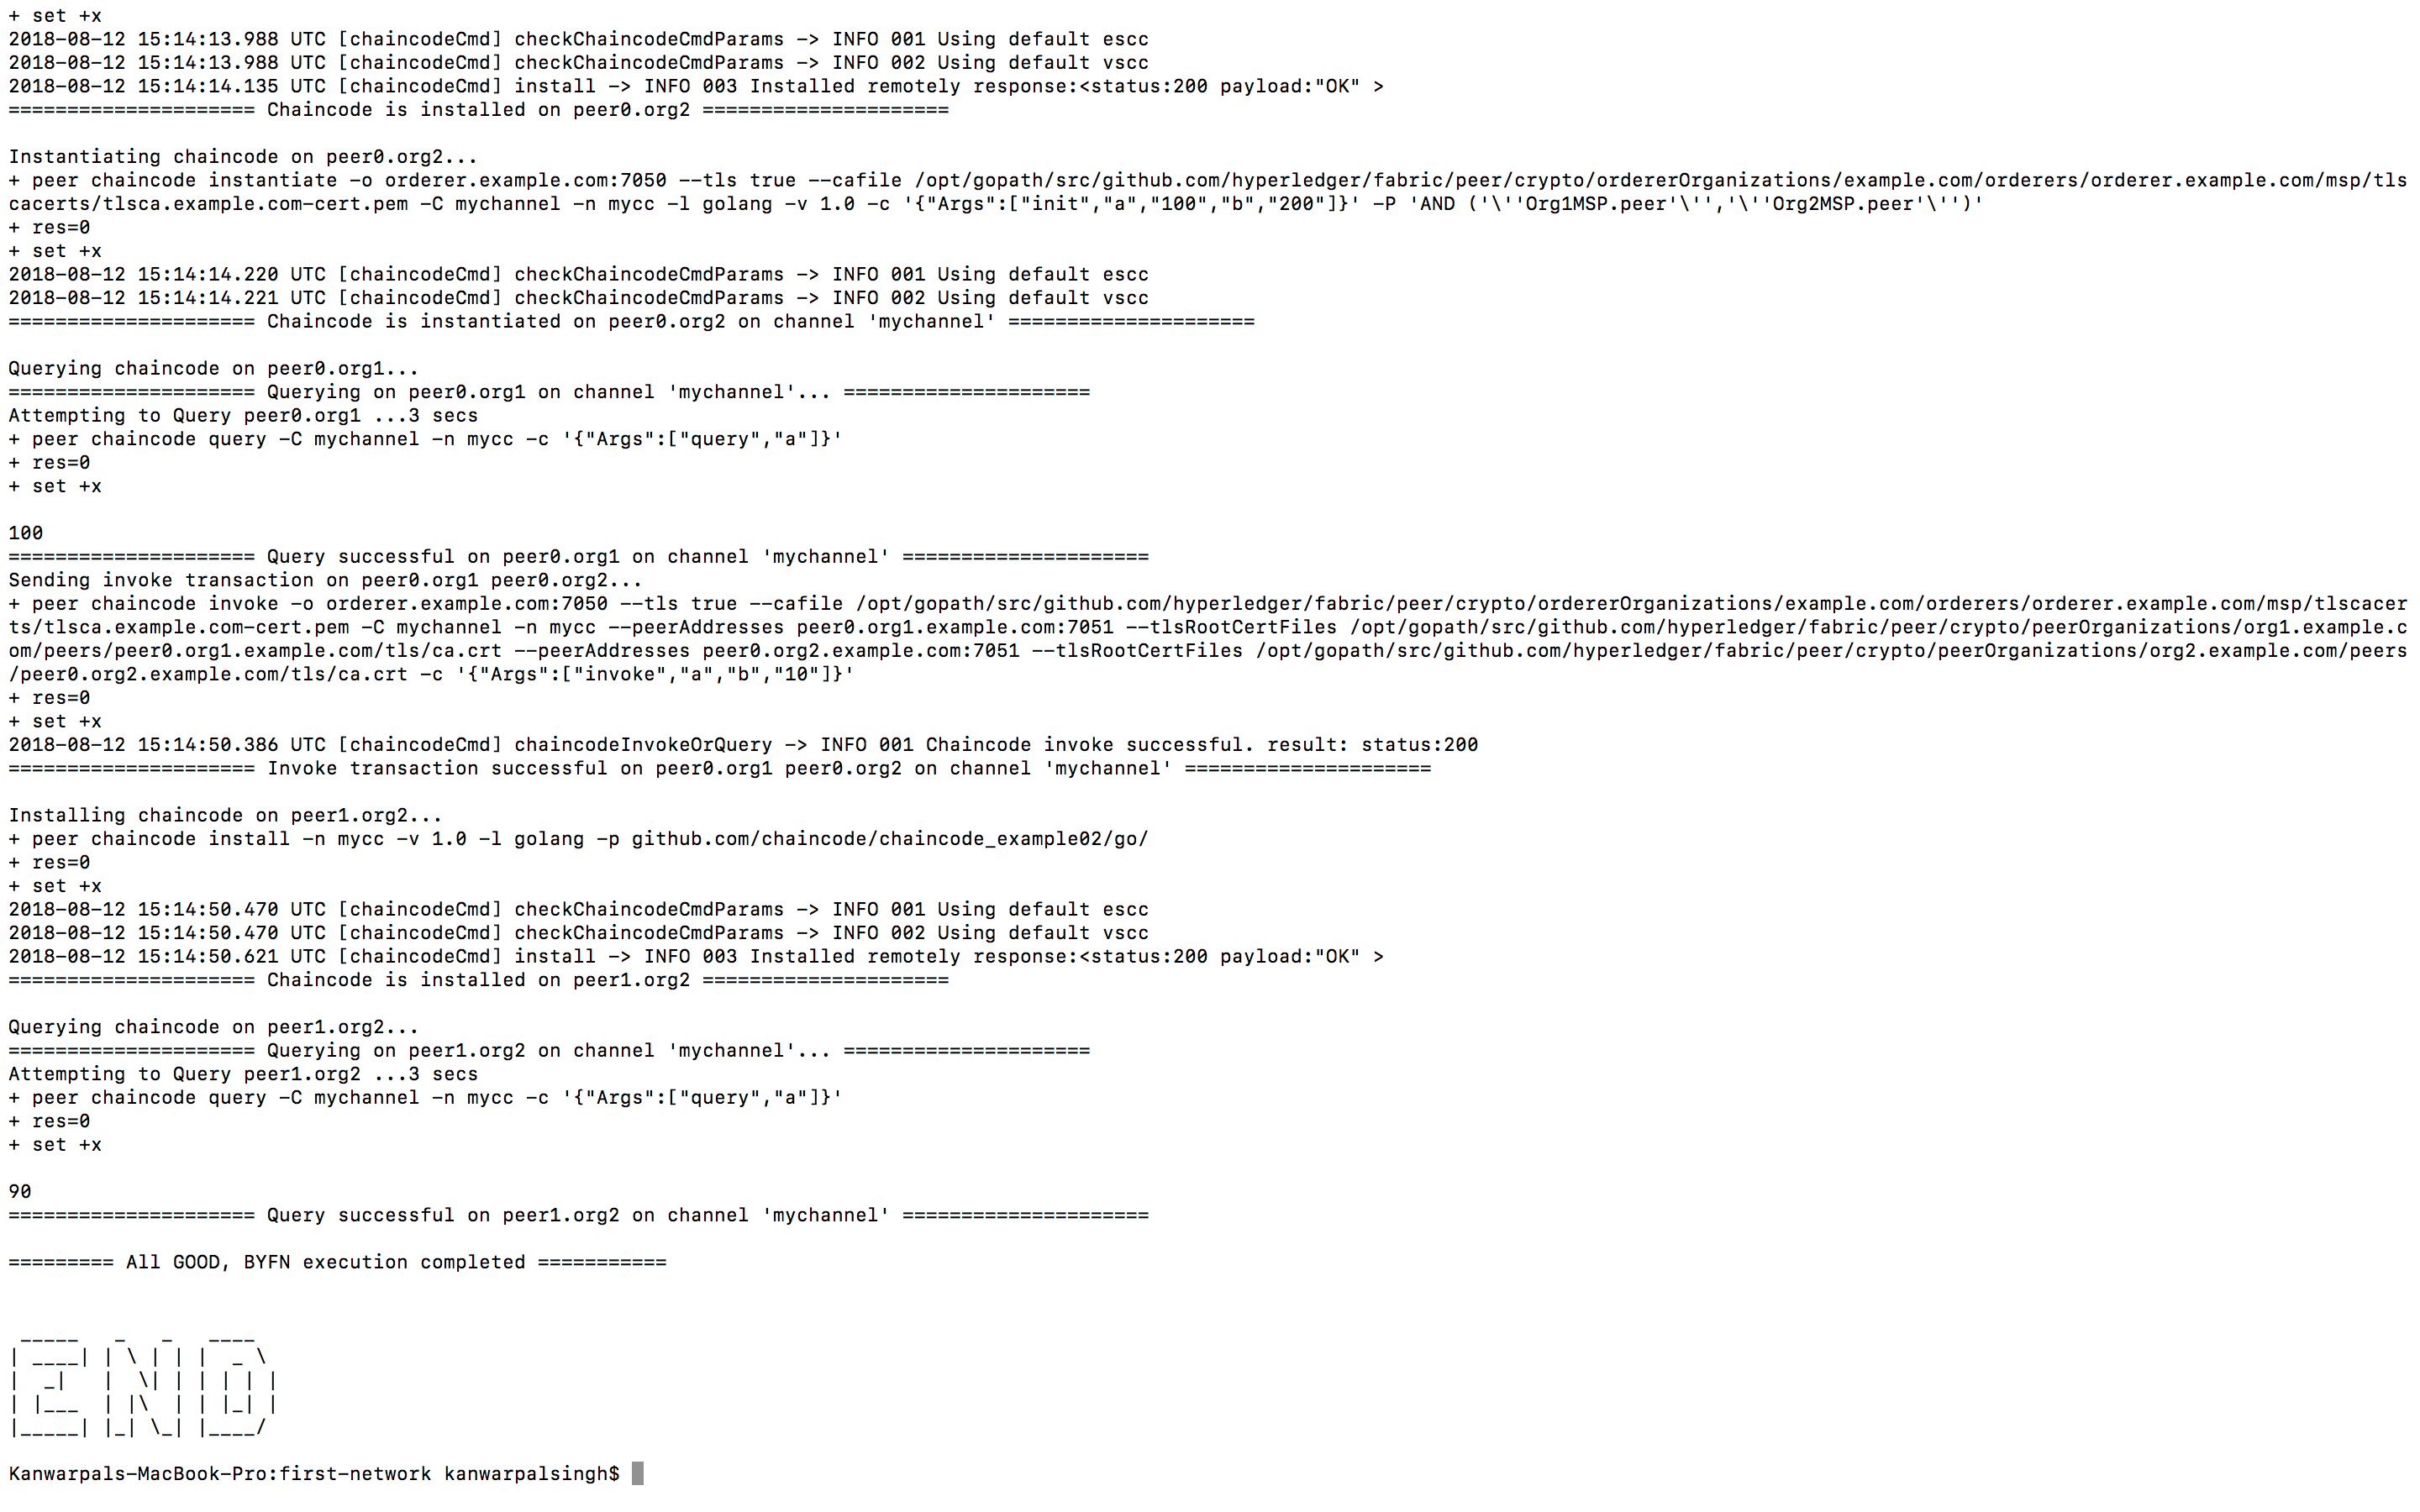 + set +x
2018-08-12 15:14:13.988 UTC [chaincodeCmd] checkChaincodeCmdParams -> INFO 001 Using default escc
2018-08-12 15:14:13.988 UTC [chaincodeCmd] checkChaincodeCmdParams -> INFO 002 Using default vscc
2018-08-12 15:14:14.135 UTC [chaincodeCmd] install -> INFO 003 Installed remotely response:<status:200 payload:"OK" >
===================== Chaincode is installed on peer0.org2 =====================

Instantiating chaincode on peer0.org2...
+ peer chaincode instantiate -o orderer.example.com:7050 --tls true --cafile /opt/gopath/src/github.com/hyperledger/fabric/peer/crypto/ordererOrganizations/example.com/orderers/orderer.example.com/msp/tls
cacerts/tlsca.example.com-cert.pem -C mychannel -n mycc -l golang -v 1.0 -c '{"Args":["init","a","100","b","200"]}' -P 'AND ('\''Org1MSP.peer'\'','\''Org2MSP.peer'\'')'
+ res=0
+ set +x
2018-08-12 15:14:14.220 UTC [chaincodeCmd] checkChaincodeCmdParams -> INFO 001 Using default escc
2018-08-12 15:14:14.221 UTC [chaincodeCmd] checkChaincodeCmdParams -> INFO 002 Using default vscc
===================== Chaincode is instantiated on peer0.org2 on channel 'mychannel' =====================

Querying chaincode on peer0.org1...
===================== Querying on peer0.org1 on channel 'mychannel'... =====================
Attempting to Query peer0.org1 ...3 secs
+ peer chaincode query -C mychannel -n mycc -c '{"Args":["query","a"]}'
+ res=0
+ set +x

100
===================== Query successful on peer0.org1 on channel 'mychannel' =====================
Sending invoke transaction on peer0.org1 peer0.org2...
+ peer chaincode invoke -o orderer.example.com:7050 --tls true --cafile /opt/gopath/src/github.com/hyperledger/fabric/peer/crypto/ordererOrganizations/example.com/orderers/orderer.example.com/msp/tlscacer
ts/tlsca.example.com-cert.pem -C mychannel -n mycc --peerAddresses peer0.org1.example.com:7051 --tlsRootCertFiles /opt/gopath/src/github.com/hyperledger/fabric/peer/crypto/peerOrganizations/org1.example.c
om/peers/peer0.org1.example.com/tls/ca.crt --peerAddresses peer0.org2.example.com:7051 --tlsRootCertFiles /opt/gopath/src/github.com/hyperledger/fabric/peer/crypto/peerOrganizations/org2.example.com/peers
/peer0.org2.example.com/tls/ca.crt -c '{"Args":["invoke","a","b","10"]}'
+ res=0
+ set +x
2018-08-12 15:14:50.386 UTC [chaincodeCmd] chaincodeInvokeOrQuery -> INFO 001 Chaincode invoke successful. result: status:200
===================== Invoke transaction successful on peer0.org1 peer0.org2 on channel 'mychannel' =====================

Installing chaincode on peer1.org2...
+ peer chaincode install -n mycc -v 1.0 -l golang -p github.com/chaincode/chaincode_example02/go/
+ res=0
+ set +x
2018-08-12 15:14:50.470 UTC [chaincodeCmd] checkChaincodeCmdParams -> INFO 001 Using default escc
2018-08-12 15:14:50.470 UTC [chaincodeCmd] checkChaincodeCmdParams -> INFO 002 Using default vscc
2018-08-12 15:14:50.621 UTC [chaincodeCmd] install -> INFO 003 Installed remotely response:<status:200 payload:"OK" >
===================== Chaincode is installed on peer1.org2 =====================

Querying chaincode on peer1.org2...
===================== Querying on peer1.org2 on channel 'mychannel'... =====================
Attempting to Query peer1.org2 ...3 secs
+ peer chaincode query -C mychannel -n mycc -c '{"Args":["query","a"]}'
+ res=0
+ set +x

90
===================== Query successful on peer1.org2 on channel 'mychannel' =====================

========= All GOOD, BYFN execution completed ===========

 _____   _   _   ____
| ____| | \ | | |  _ \
|  _|   |  \| | | | | |
| |___  | |\  | | |_| |
|_____| |_| \_| |____/

Kanwarpals-MacBook-Pro:first-network kanwarpalsingh$